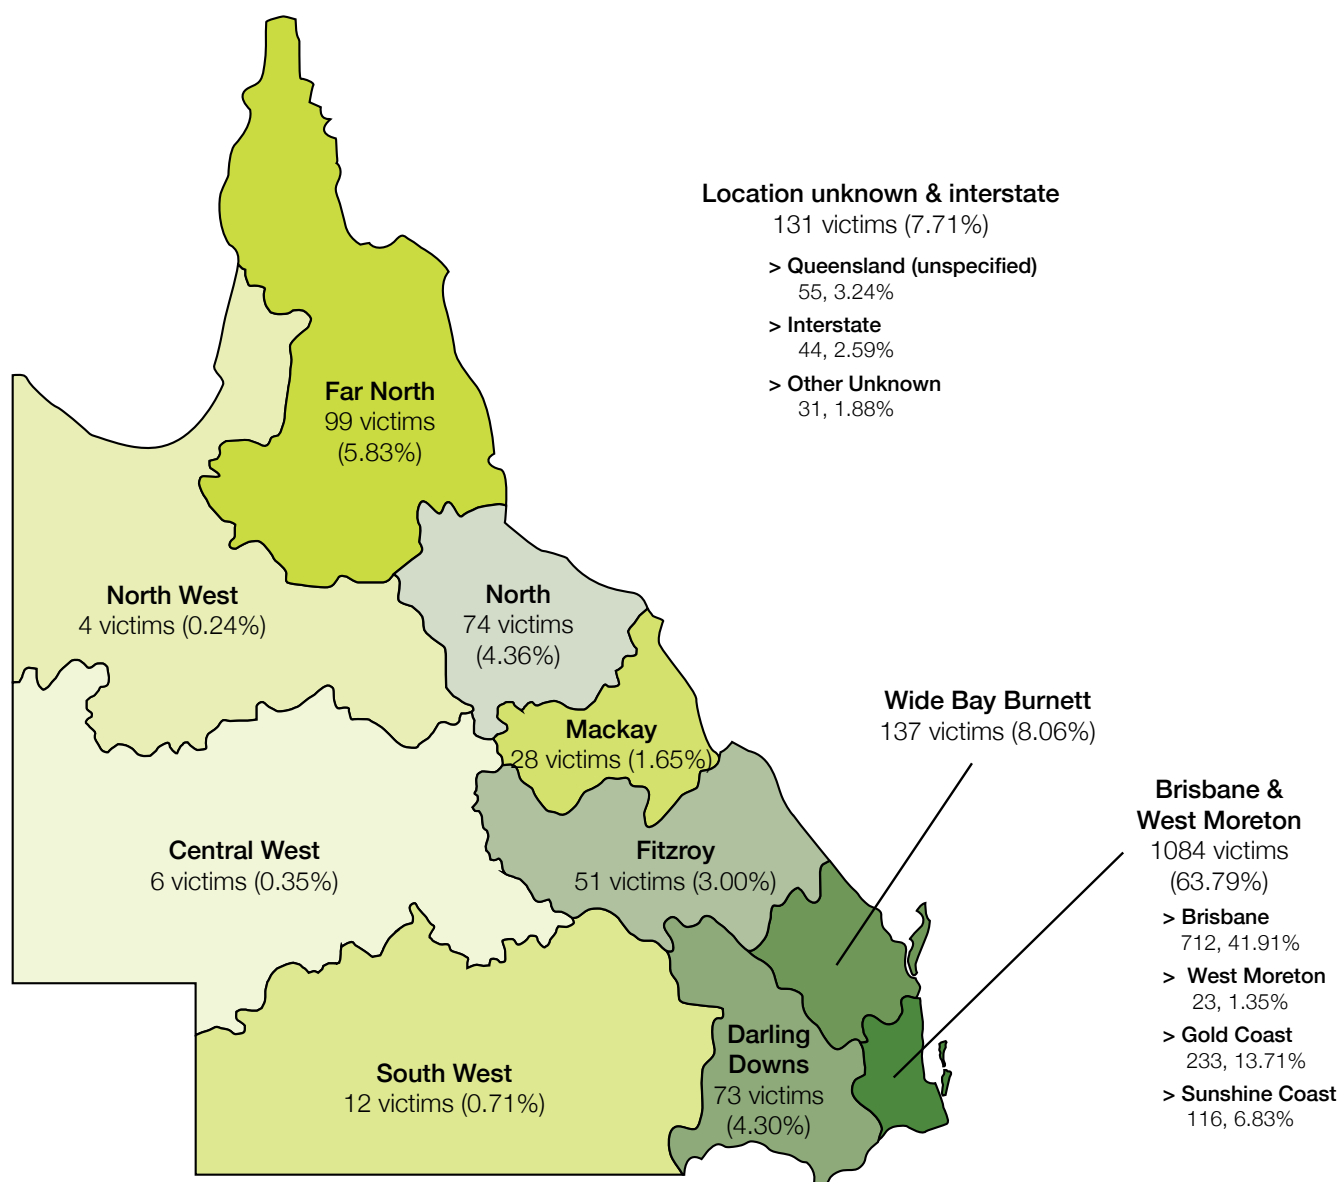 Location unknown & interstate
131 victims (7.71%)
> Queensland (unspecified)
55, 3.24%
> Interstate
44, 2.59%
> Other Unknown
31, 1.88%
Far North
99 victims
(5.83%)
North West
4 victims (0.24%)
North
74 victims
(4.36%)
Mackay
28 victims (1.65%)
Wide Bay Burnett
137 victims (8.06%)
Brisbane &
West Moreton
1084 victims
(63.79%)
> Brisbane
712, 41.91%
> West Moreton
23, 1.35%
> Gold Coast
233, 13.71%
> Sunshine Coast
116, 6.83%
Central West
6 victims (0.35%)
Fitzroy
51 victims (3.00%)
South West
12 victims (0.71%)
Darling
Downs
73 victims
(4.30%)